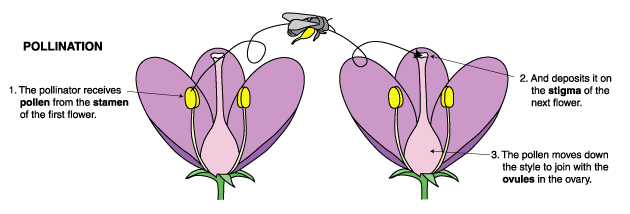 POLLINATION
1. The pollinator receives
pollen from the stamen
of the first flower.
2. And deposits it on
the stigma of the
next flower.
3. The pollen moves down
the style to join with the
ovules in the ovary.